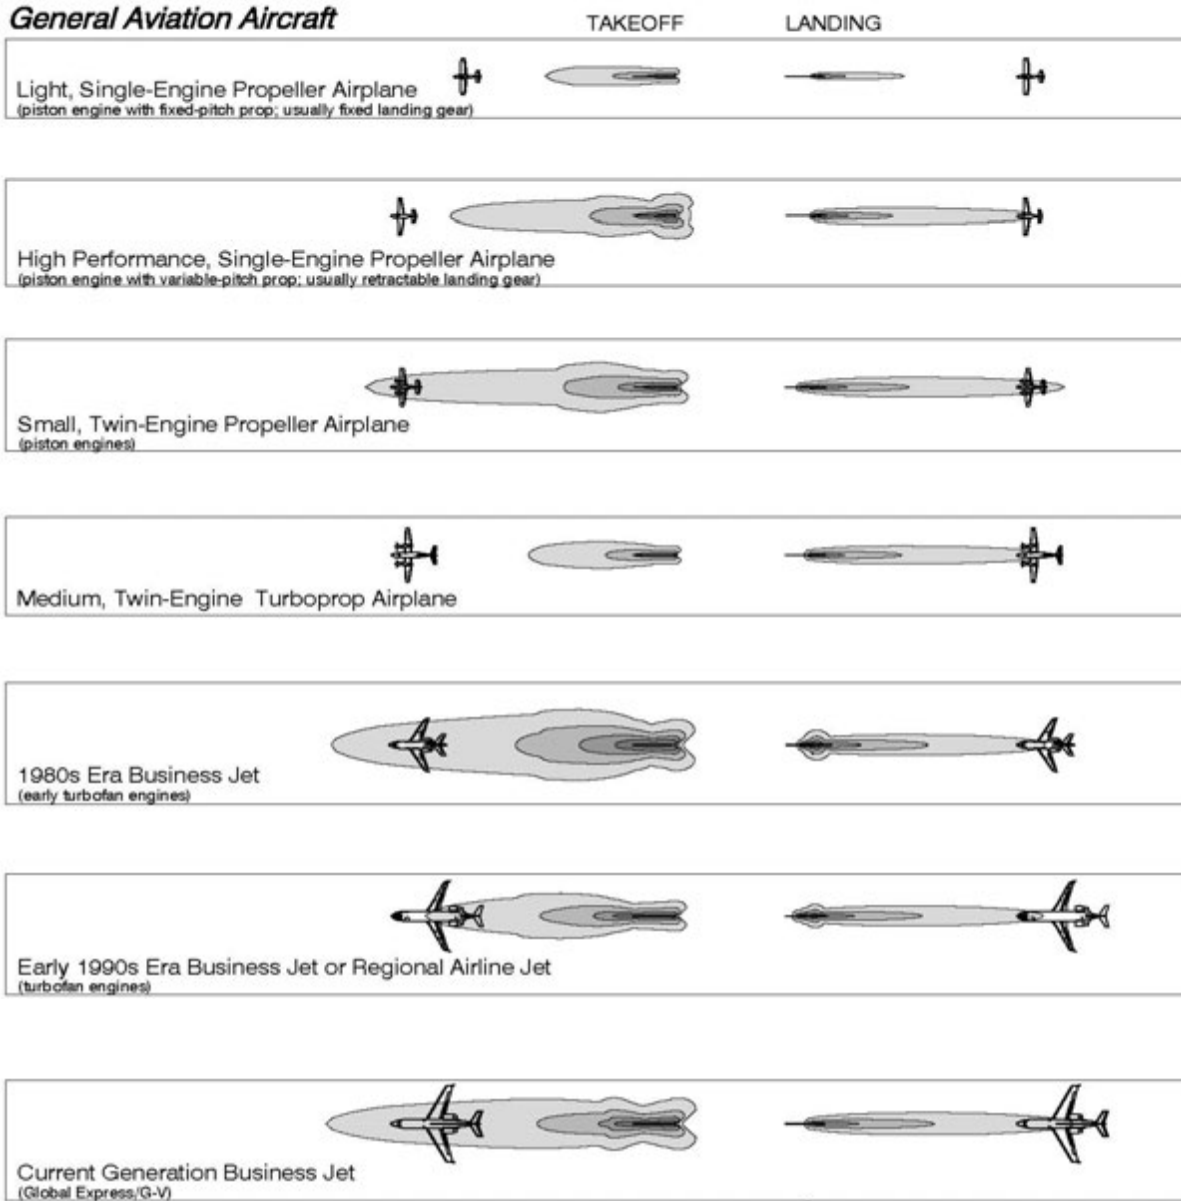 General Aviation Aircraft TAKEOFF LANDING
Light, Single-Engine Propeller Airplane
(piston engine with fixed-pitch prop; usually fixed landing gear)
High Performance, Single-Engine Propeller Airplane
(piston engine with variable-pitch prop; usually retractable landing gear)
Small, Twin-Engine Propeller Airplane
(piston engines)
Medium, Twin-Engine Turboprop Airplane
1980s Era Business Jet
(early turbofan engines)
Early 1990s Era Business Jet or Regional Airline Jet
(turbofan engines)
Current Generation Business Jet
(Global Express/G-V)